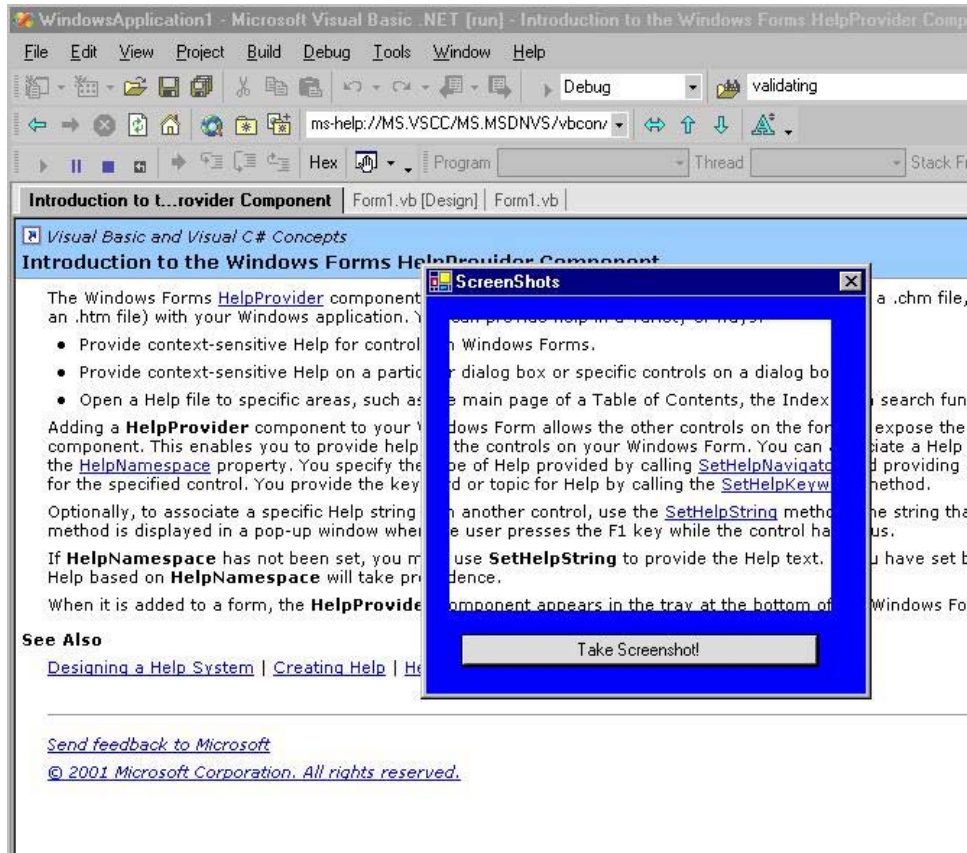 WindowsApplication1 - Microsoft Visual Basic .NET [run] - Introduction to the Windows Forms HelpProvider Comp
File Edit View Project Build Debug Tools Window Help
Debug validating
ms-help://MS.VSCC/MS.MSDNVS/vbcon/
Hex Program Thread Stack Fr
Introduction to t...rovider Component Form1.vb [Design] Form1.vb
Visual Basic and Visual C# Concepts
Introduction to the Windows Forms HelpProvider Component
ScreenShots
The Windows Forms HelpProvider component a .chm file,
an .htm file) with your Windows application. Y can provide help in a variety of ways.
• Provide context-sensitive Help for control n Windows Forms.
• Provide context-sensitive Help on a partic r dialog box or specific controls on a dialog bo
• Open a Help file to specific areas, such as e main page of a Table of Contents, the Index search fun
Adding a HelpProvider component to your dows Form allows the other controls on the for expose the
component. This enables you to provide help the controls on your Windows Form. You can iate a Help
the HelpNamespace property. You specify the pe of Help provided by calling SetHelpNavigato d providing
for the specified control. You provide the key rd or topic for Help by calling the SetHelpKeyw nethod.
Optionally, to associate a specific Help string another control, use the SetHelpString method e string tha
method is displayed in a pop-up window when e user presses the F1 key while the control ha us.
If HelpNamespace has not been set, you m use SetHelpString to provide the Help text. u have set b
Help based on HelpNamespace will take pre dence.
When it is added to a form, the HelpProvide omponent appears in the tray at the bottom of Windows Fo
Take Screenshot!
See Also
Designing a Help System | Creating Help | He
Send feedback to Microsoft
© 2001 Microsoft Corporation. All rights reserved.